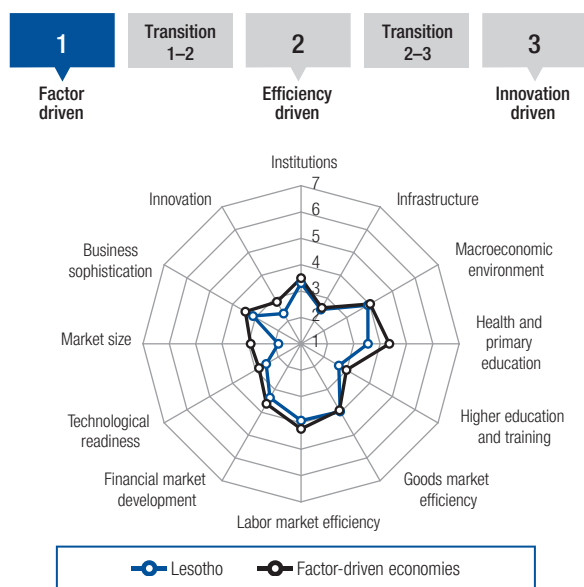 1
Transition
1–2
2
Transition
2–3
3
Factor
driven
Efficiency
driven
Innovation
driven
Institutions
7
6
5
4
3
2
1
Infrastructure
Macroeconomic
environment
Health and
primary
education
Higher education
and training
Goods market
efficiency
Labor market efficiency
Financial market
development
Technological
readiness
Market size
Business
sophistication
Innovation
Lesotho
Factor-driven economies